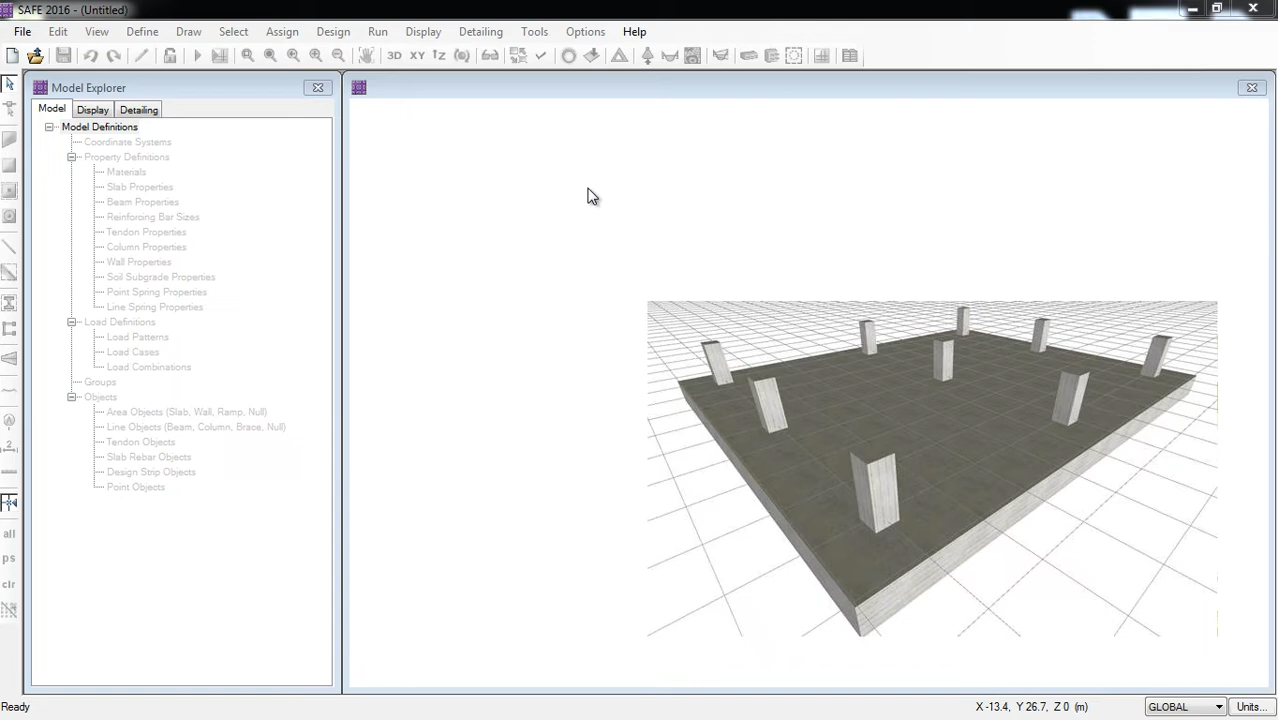 SAFE 2016 - (Untitled)
File Edit View Define Draw Select Assign Design Run Display Detailing Tools Options Help
3D XY
Model Explorer
Model Display Detailing
Model Definitions
Coordinate Systems
Property Definitions
Materials
Slab Properties
Beam Properties
Reinforcing Bar Sizes
Tendon Properties
Column Properties
Wall Properties
Soil Subgrade Properties
Point Spring Properties
Line Spring Properties
Load Definitions
Load Patterns
Load Cases
Load Combinations
Groups
Objects
Area Objects (Slab, Wall, Ramp, Null)
Line Objects (Beam, Column, Brace, Null)
Tendon Objects
Slab Rebar Objects
Design Strip Objects
Point Objects
all
ps
clr
Ready
X -13.4, Y 26.7, Z 0 (m)
GLOBAL
Units...